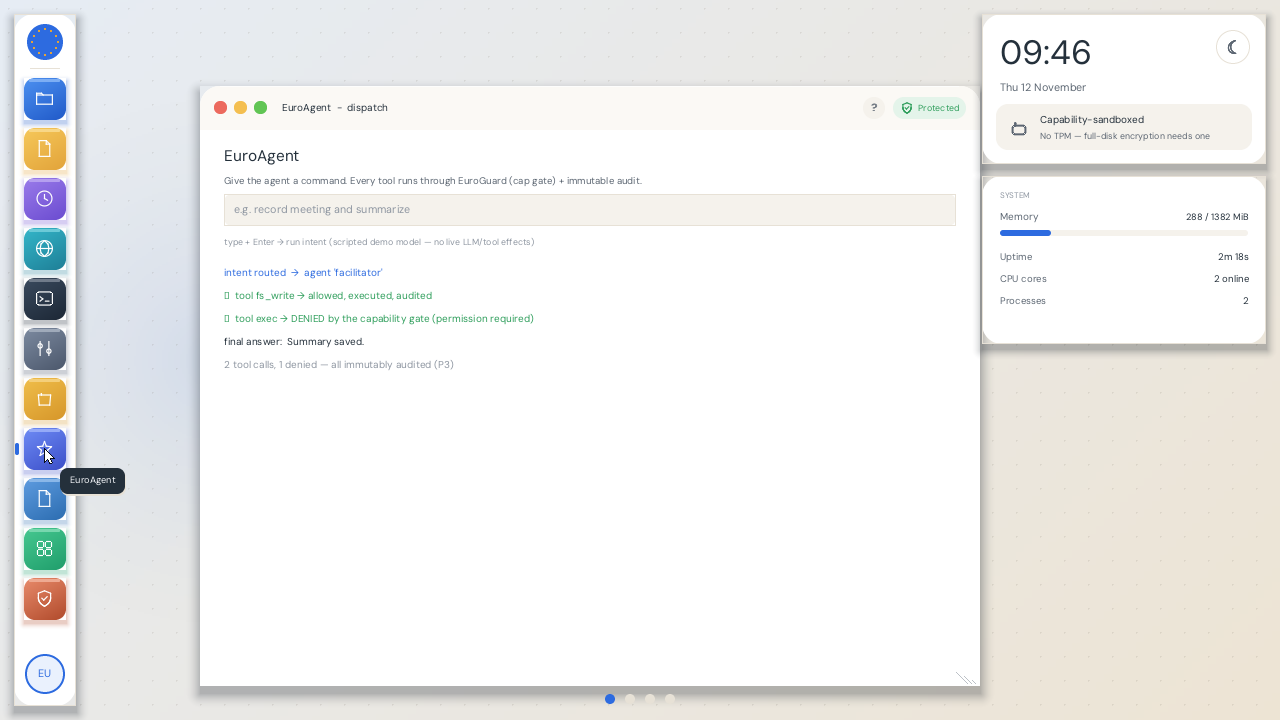 EuroAgent - dispatch
? Protected
EuroAgent
Give the agent a command. Every tool runs through EuroGuard (cap gate) + immutable audit.
e.g. record meeting and summarize
type + Enter → run intent (scripted demo model — no live LLM/tool effects)
intent routed → agent 'facilitator'
▯ tool fs_write → allowed, executed, audited
▯ tool exec → DENIED by the capability gate (permission required)
final answer: Summary saved.
2 tool calls, 1 denied — all immutably audited (P3)
EuroAgent
EU
09:46
Thu 12 November
Capability-sandboxed
No TPM — full-disk encryption needs one
SYSTEM
Memory 288 / 1382 MiB
Uptime 2m 18s
CPU cores 2 online
Processes 2